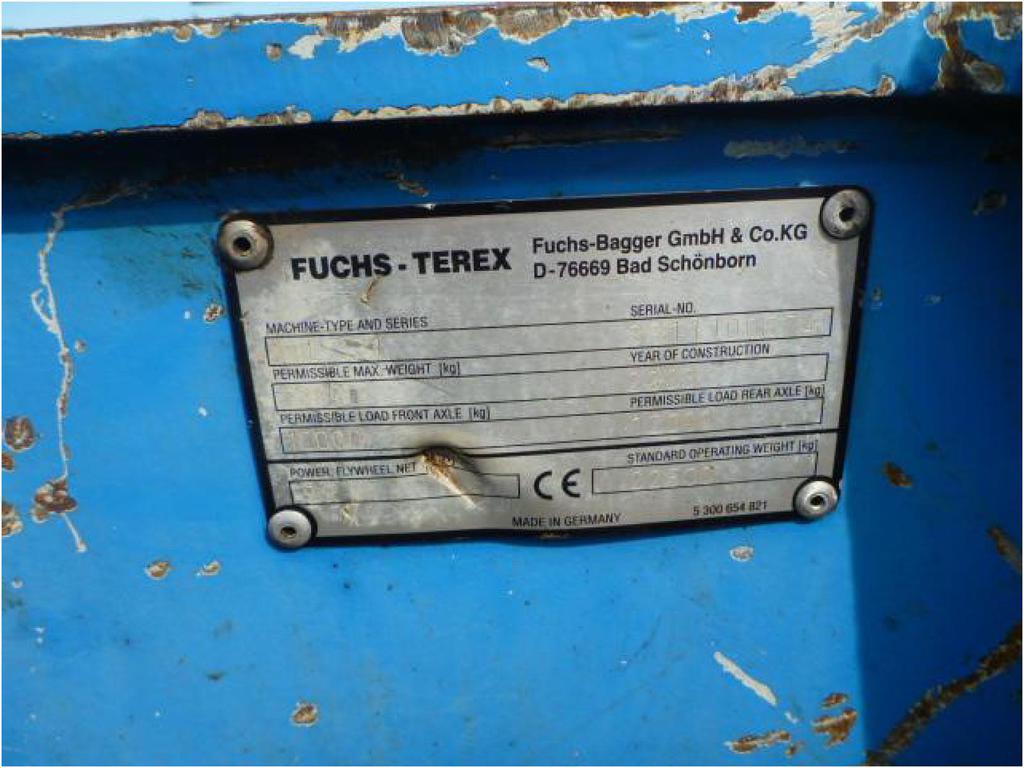 FUCHS - TEREX
Fuchs-Bagger GmbH & Co.KG
D-76669 Bad Schönborn
MACHINE-TYPE AND SERIES
SERIAL-NO.
PERMISSIBLE MAX. WEIGHT [kg]
YEAR OF CONSTRUCTION
PERMISSIBLE LOAD FRONT AXLE [kg]
PERMISSIBLE LOAD REAR AXLE [kg]
POWER, FLYWHEEL NET
CE
STANDARD OPERATING WEIGHT [kg]
MADE IN GERMANY
5 300 654 821